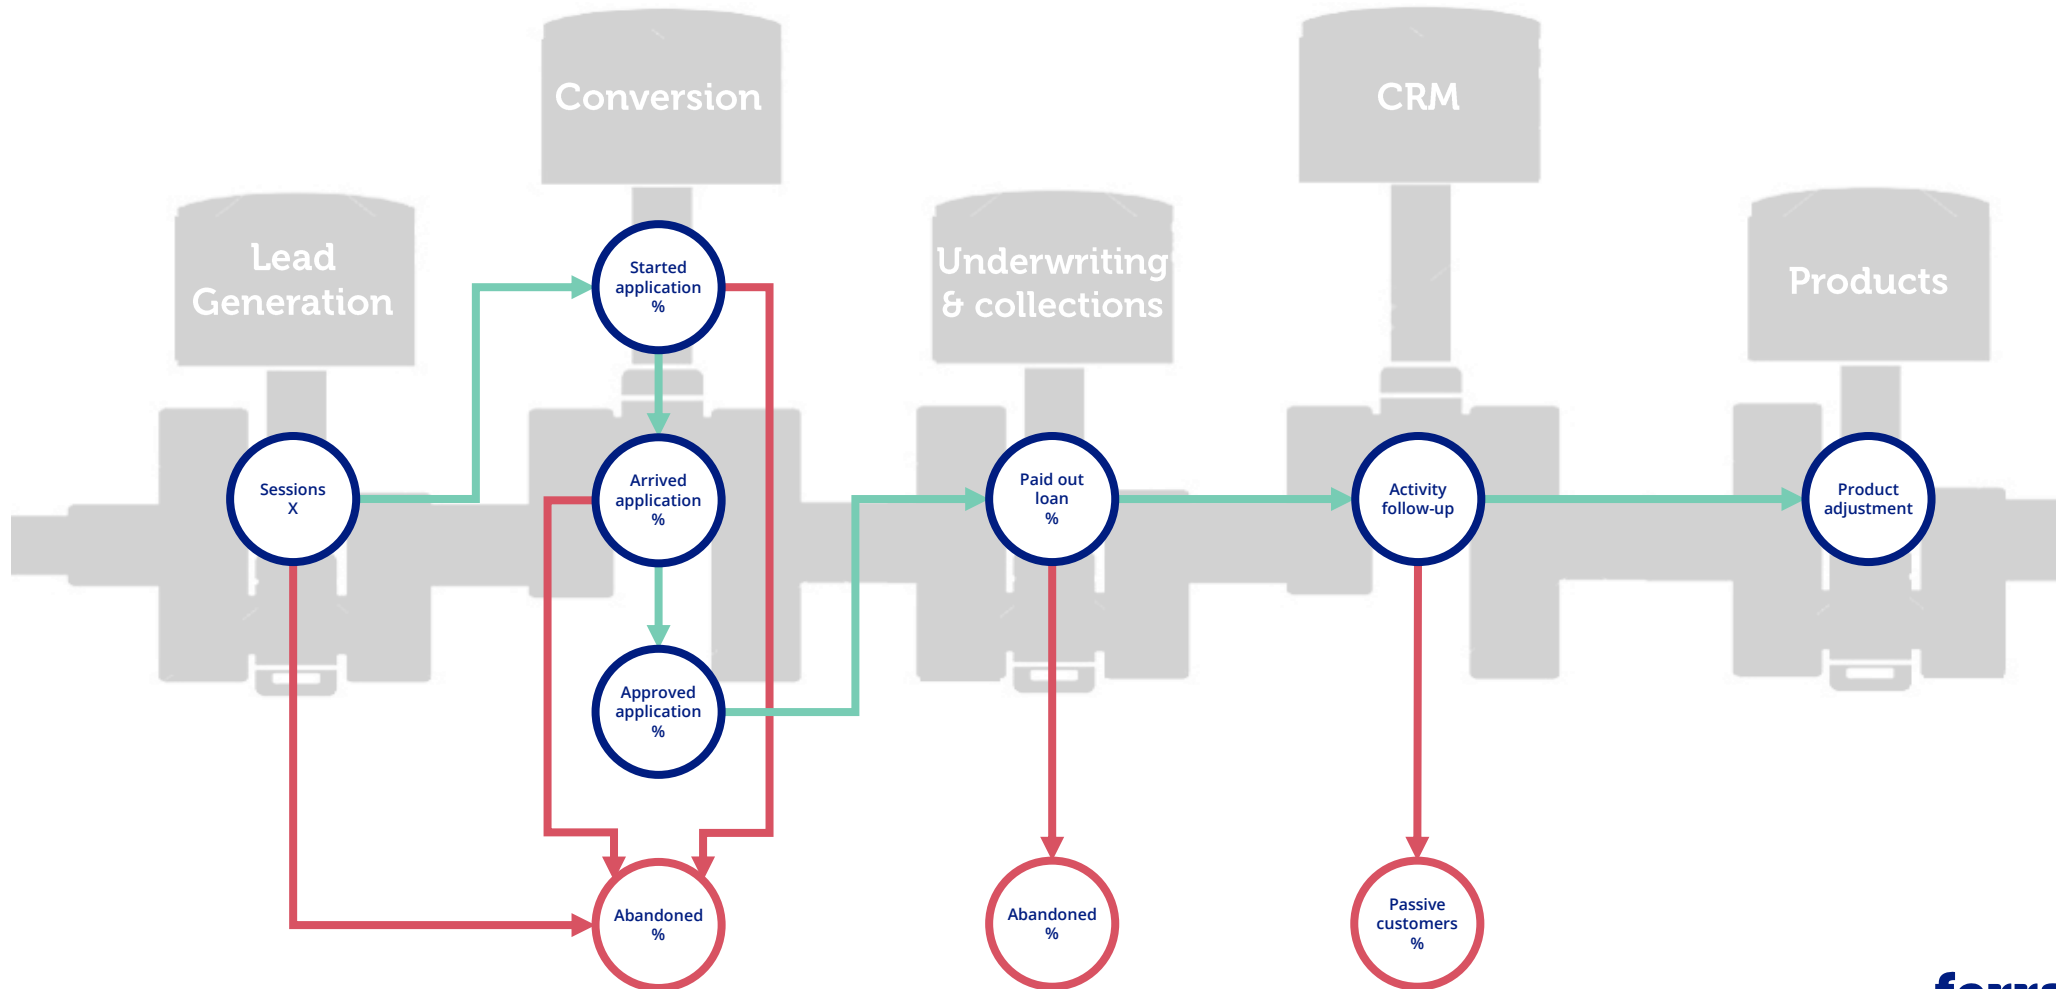 Conversion
CRM
Lead
Generation
Underwriting
& collections
Products
Started
application
%
Sessions
X
Arrived
application
%
Paid out
loan
%
Activity
follow-up
Product
adjustment
Approved
application
%
Abandoned
%
Abandoned
%
Passive
customers
%